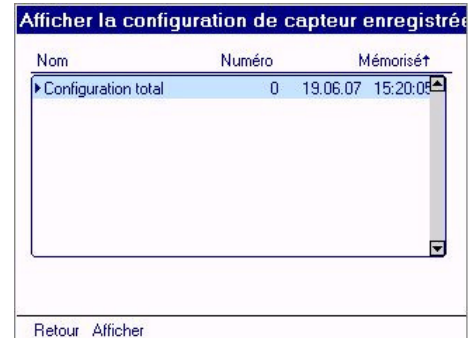 Afficher la configuration de capteur enregistrée
Nom Numéro Mémorisé↑
Configuration total 0 19.06.07 15:20:05
Retour Afficher